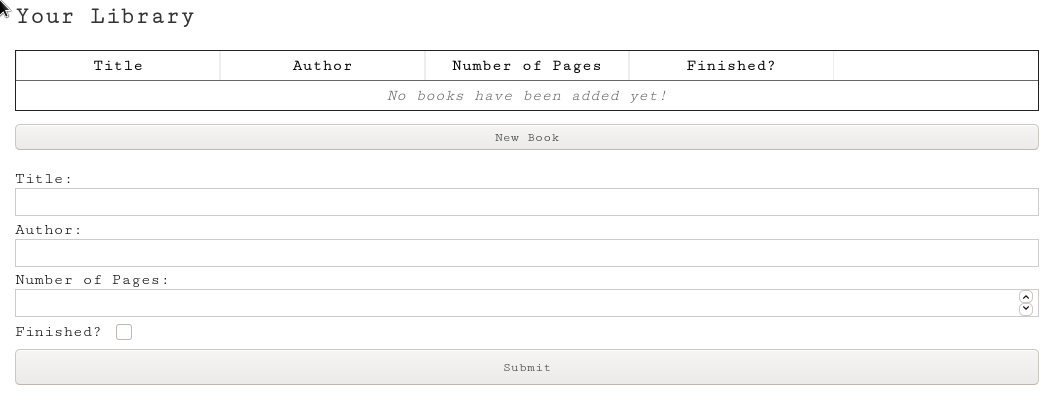 Your Library
Title Author Number of Pages Finished?
No books have been added yet!
New Book
Title:
Author:
Number of Pages:
Finished?
Submit